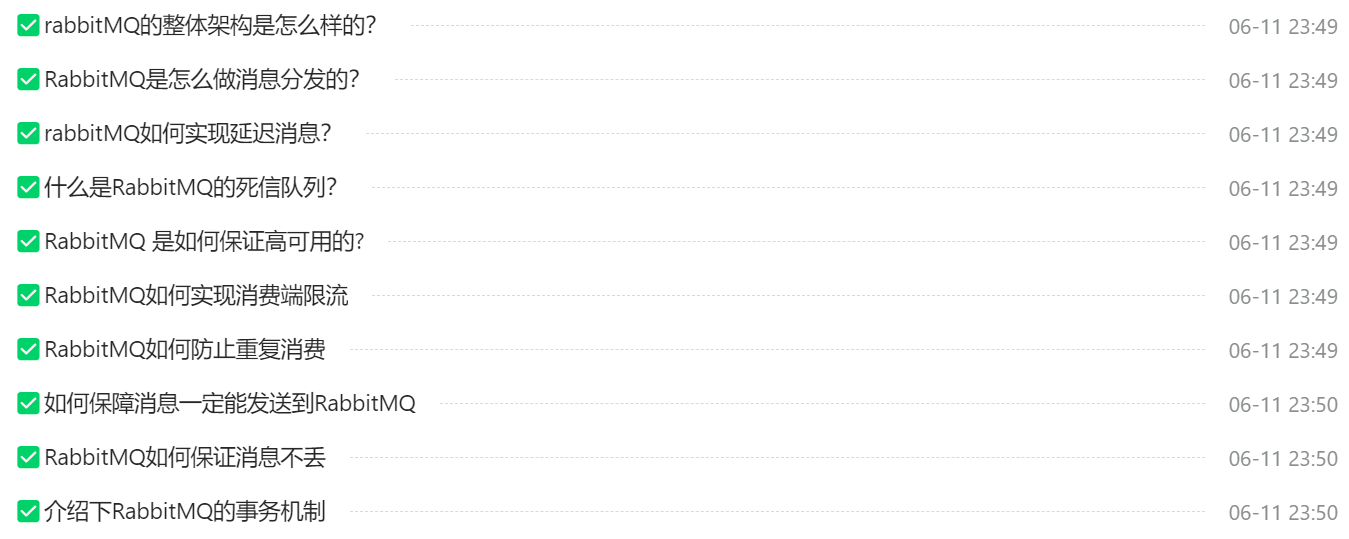 rabbitMQ的整体架构是怎么样的? 06-11 23:49
RabbitMQ是怎么做消息分发的? 06-11 23:49
rabbitMQ如何实现延迟消息? 06-11 23:49
什么是RabbitMQ的死信队列? 06-11 23:49
RabbitMQ 是如何保证高可用的? 06-11 23:49
RabbitMQ如何实现消费端限流 06-11 23:49
RabbitMQ如何防止重复消费 06-11 23:49
如何保障消息一定能发送到RabbitMQ 06-11 23:50
RabbitMQ如何保证消息不丢 06-11 23:50
介绍下RabbitMQ的事务机制 06-11 23:50